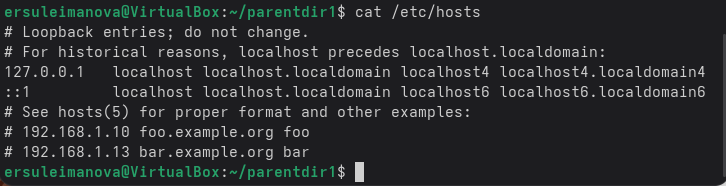 ersuleimanova@VirtualBox:~/parentdir1$ cat /etc/hosts
# Loopback entries; do not change.
# For historical reasons, localhost precedes localhost.localdomain:
127.0.0.1   localhost localhost.localdomain localhost4 localhost4.localdomain4
::1         localhost localhost.localdomain localhost6 localhost6.localdomain6
# See hosts(5) for proper format and other examples:
# 192.168.1.10 foo.example.org foo
# 192.168.1.13 bar.example.org bar
ersuleimanova@VirtualBox:~/parentdir1$